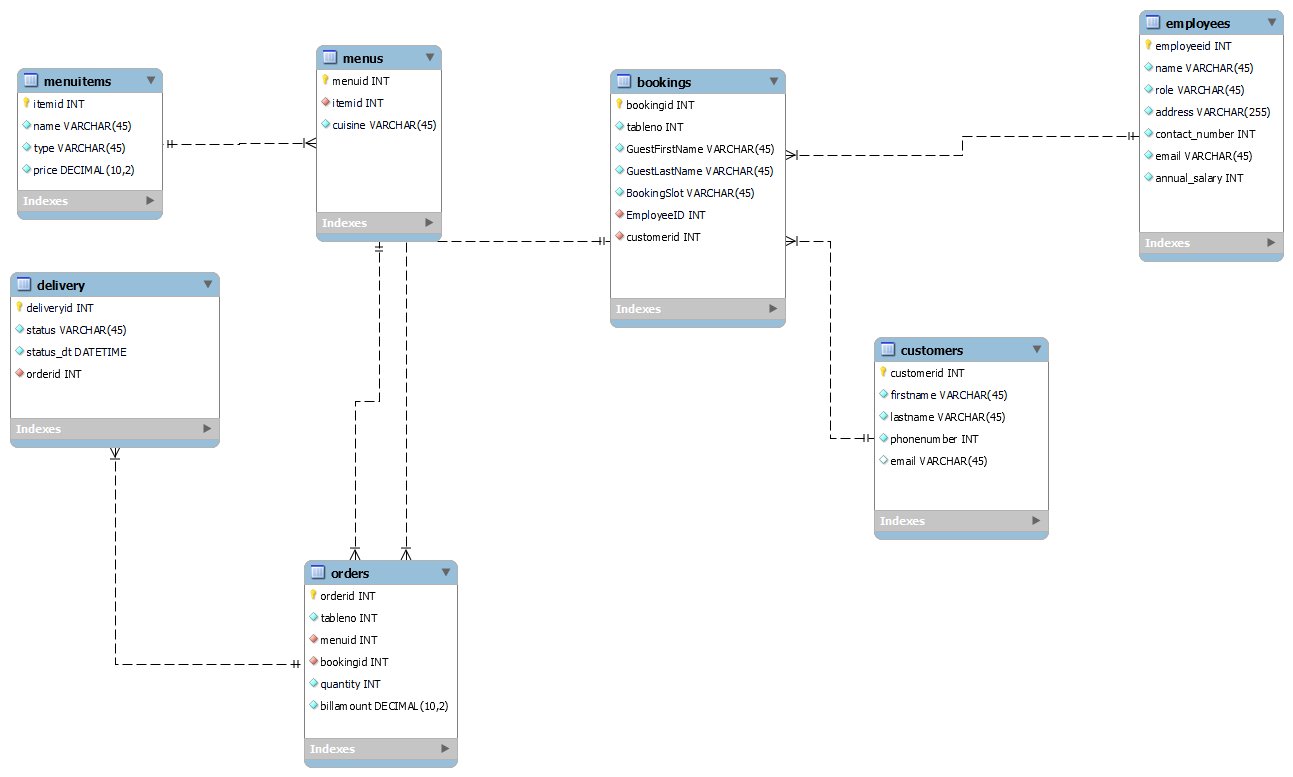 menuitems
itemid INT
name VARCHAR(45)
type VARCHAR(45)
price DECIMAL(10,2)
Indexes
menus
menuid INT
itemid INT
cuisine VARCHAR(45)
Indexes
bookings
bookingid INT
tableno INT
GuestFirstName VARCHAR(45)
GuestLastName VARCHAR(45)
BookingSlot VARCHAR(45)
EmployeeID INT
customerid INT
Indexes
employees
employeeid INT
name VARCHAR(45)
role VARCHAR(45)
address VARCHAR(255)
contact_number INT
email VARCHAR(45)
annual_salary INT
Indexes
delivery
deliveryid INT
status VARCHAR(45)
status_dt DATETIME
orderid INT
Indexes
customers
customerid INT
firstname VARCHAR(45)
lastname VARCHAR(45)
phonenumber INT
email VARCHAR(45)
Indexes
orders
orderid INT
tableno INT
menuid INT
bookingid INT
quantity INT
billamount DECIMAL(10,2)
Indexes